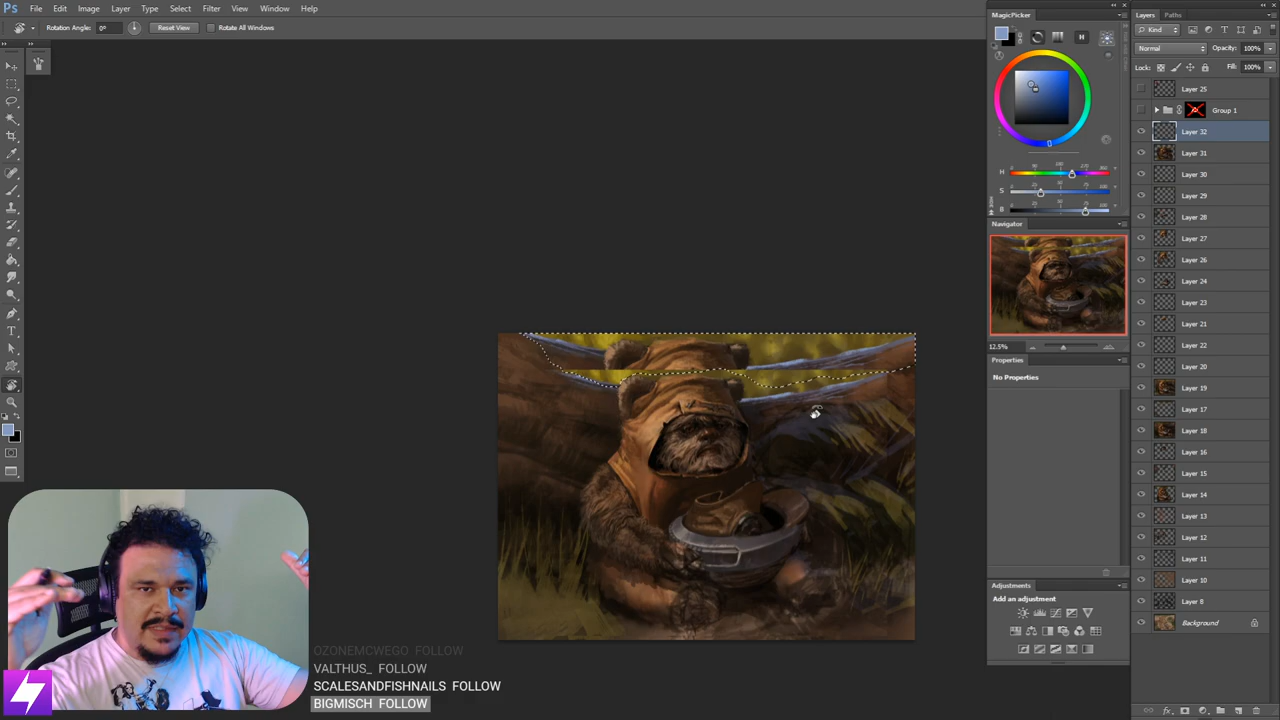 Ps File Edit Image Layer Type Select Filter View Window Help
Rotation Angle: 0° Reset View Rotate All Windows
MagicPicker
H
H
S
B
Navigator
12.5%
Properties
No Properties
Adjustments
Add an adjustment
Layers Paths
Kind
Normal Opacity: 100%
Lock: Fill: 100%
Layer 25
Group 1
Layer 32
Layer 31
Layer 30
Layer 29
Layer 28
Layer 27
Layer 26
Layer 24
Layer 23
Layer 21
Layer 22
Layer 20
Layer 19
Layer 17
Layer 18
Layer 16
Layer 15
Layer 14
Layer 13
Layer 12
Layer 11
Layer 10
Layer 8
Background
OZONEMCWEGO FOLLOW
VALTHUS_ FOLLOW
SCALESANDFISHNAILS FOLLOW
BIGMISCH FOLLOW